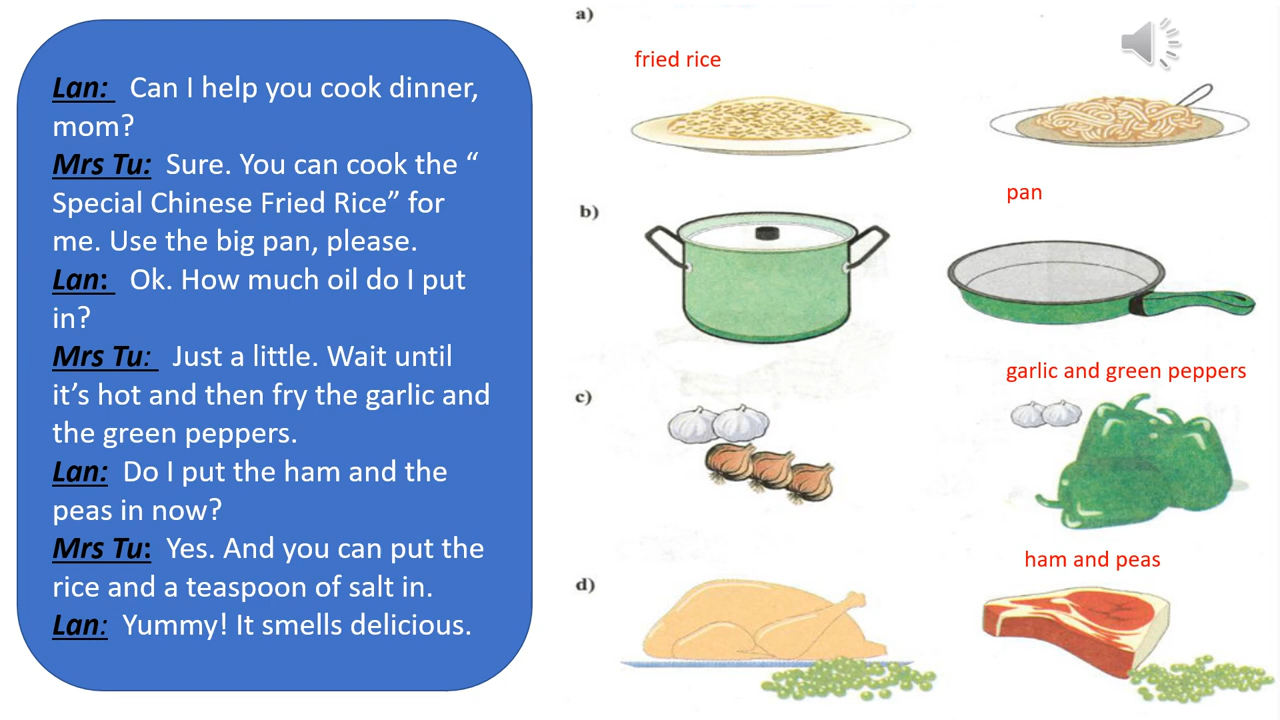 Lan: Can I help you cook dinner,
mom?
Mrs Tu: Sure. You can cook the “
Special Chinese Fried Rice” for
me. Use the big pan, please.
Lan: Ok. How much oil do I put
in?
Mrs Tu: Just a little. Wait until
it’s hot and then fry the garlic and
the green peppers.
Lan: Do I put the ham and the
peas in now?
Mrs Tu: Yes. And you can put the
rice and a teaspoon of salt in.
Lan: Yummy! It smells delicious.
a)
fried rice
b)
pan
c)
garlic and green peppers
d)
ham and peas